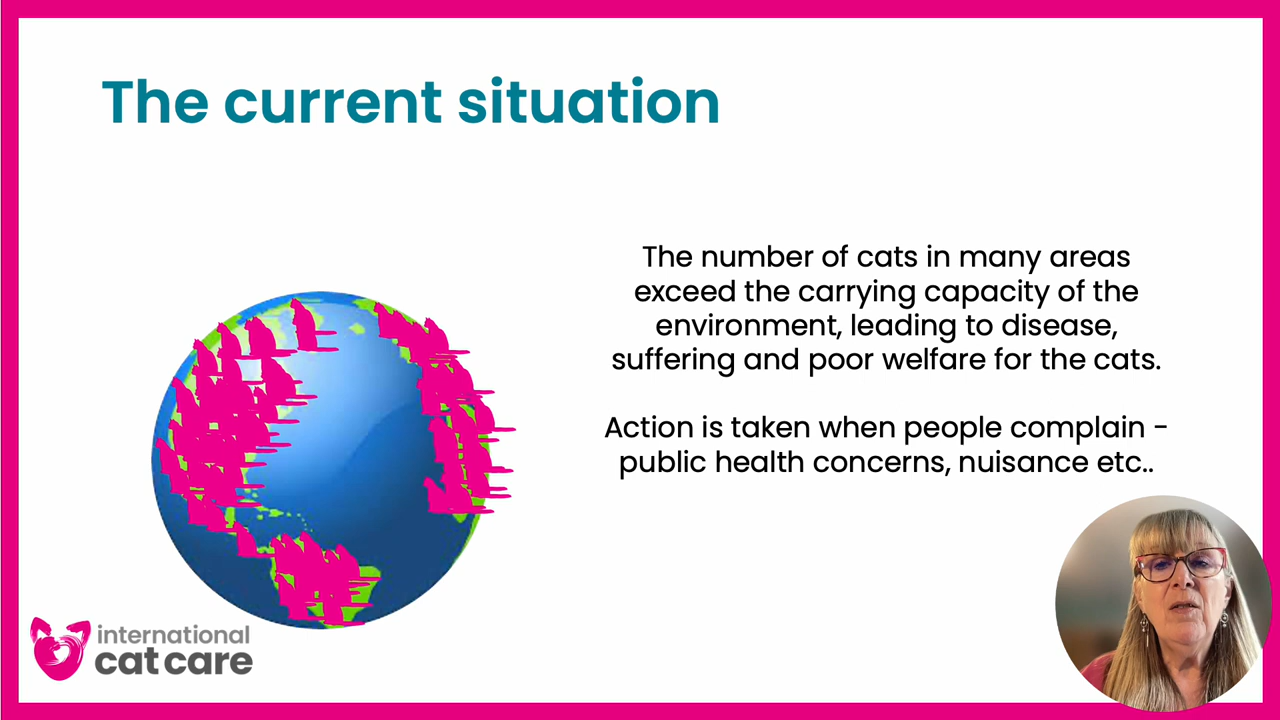 The current situation
The number of cats in many areas
exceed the carrying capacity of the
environment, leading to disease,
suffering and poor welfare for the cats.
Action is taken when people complain -
public health concerns, nuisance etc..
international
cat care